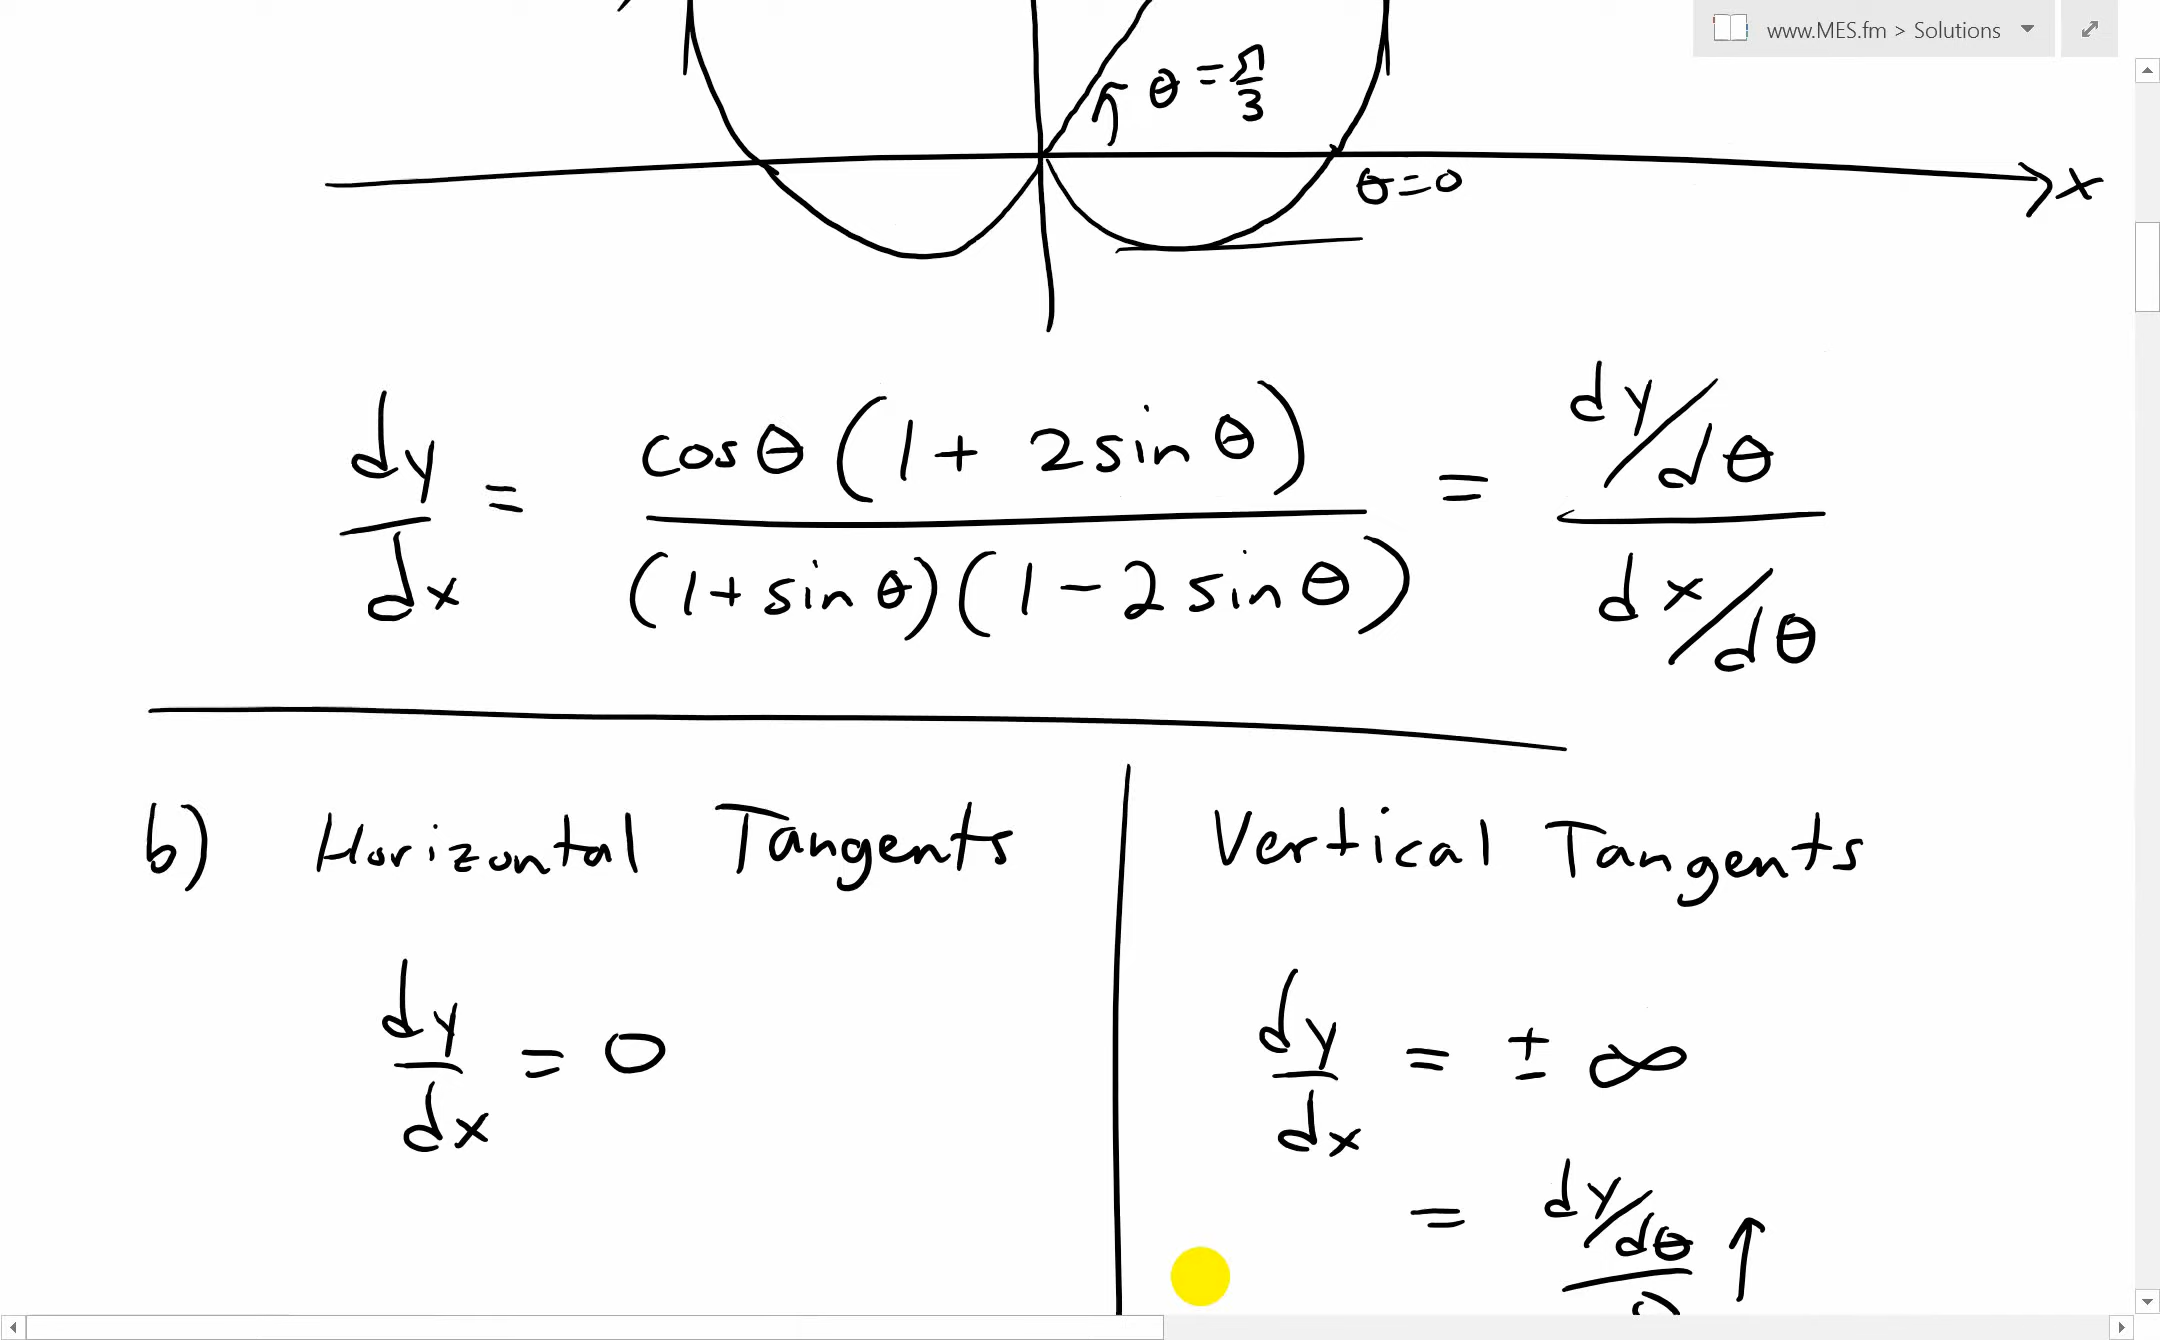 www.MES.fm > Solutions
θ = π/3
θ = 0
x
dy/dx = cos θ (1 + 2 sin θ) / (1 + sin θ)(1 - 2 sin θ) = dy/dθ / dx/dθ
b) Horizontal Tangents
dy/dx = 0
Vertical Tangents
dy/dx = ± ∞
= dy/dθ ↑